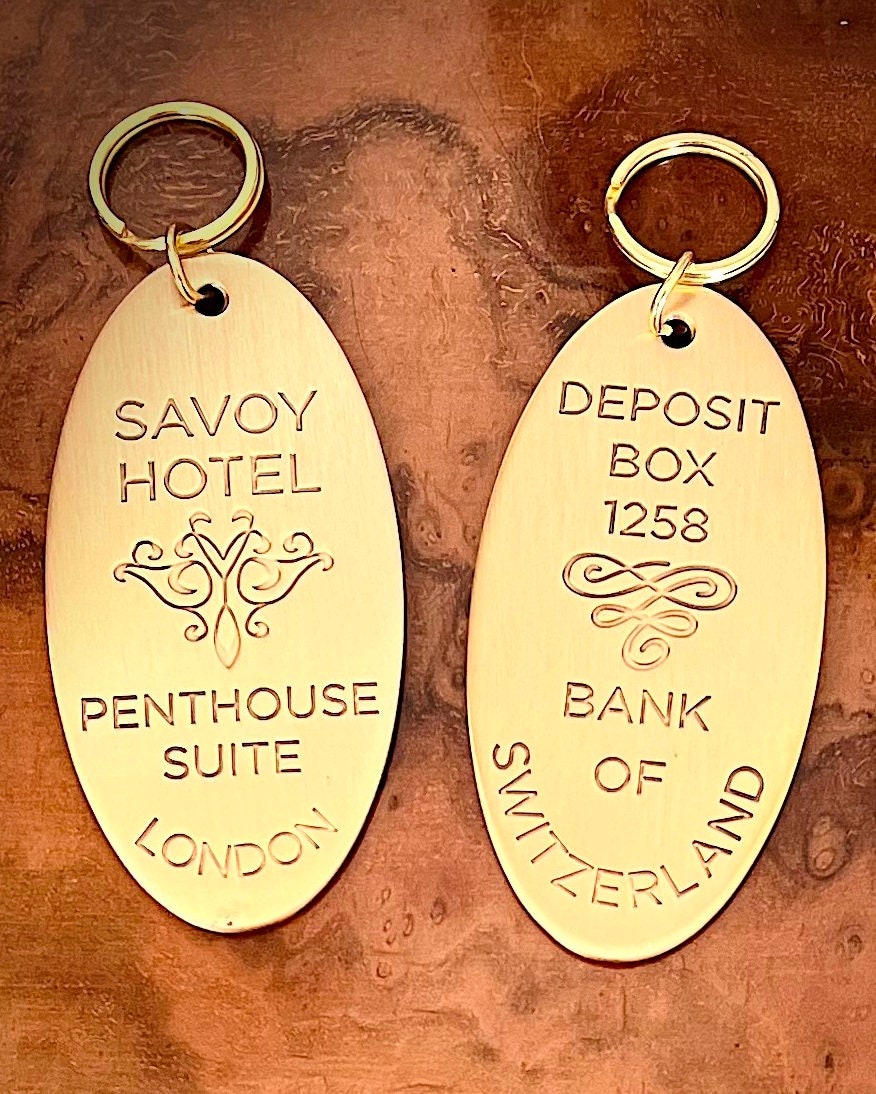 SAVOY
HOTEL
PENTHOUSE
SUITE
LONDON
DEPOSIT
BOX
1258
BANK
OF
SWITZERLAND